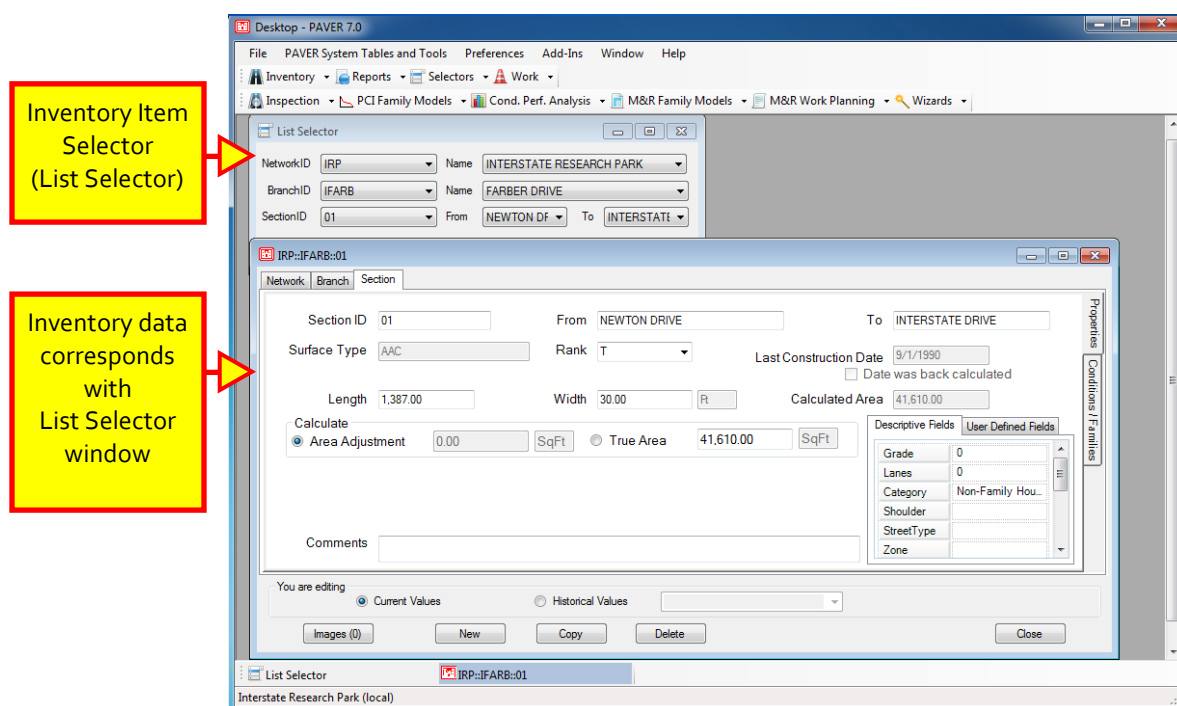 Desktop - PAVER 7.0
File PAVER System Tables and Tools Preferences Add-Ins Window Help
Inventory Reports Selectors Work
Inspection PCI Family Models Cond. Perf. Analysis M&R Family Models M&R Work Planning Wizards
Inventory Item
Selector
(List Selector)
List Selector
NetworkID IRP Name INTERSTATE RESEARCH PARK
BranchID IFARB Name FARBER DRIVE
SectionID 01 From NEWTON DF To INTERSTATE
IRP::IFARB::01
Network Branch Section
Inventory data
corresponds
with
List Selector
window
Section ID 01 From NEWTON DRIVE To INTERSTATE DRIVE
Surface Type AAC Rank T Last Construction Date 9/1/1990
Date was back calculated
Length 1,387.00 Width 30.00 Ft Calculated Area 41,610.00
Calculate
Area Adjustment 0.00 SqFt True Area 41,610.00 SqFt
Descriptive Fields User Defined Fields
Grade 0
Lanes 0
Category Non-Family Hou...
Shoulder
StreetType
Zone
Comments
Properties
Conditions / Families
You are editing
Current Values Historical Values
Images (0) New Copy Delete Close
List Selector IRP::IFARB::01
Interstate Research Park (local)